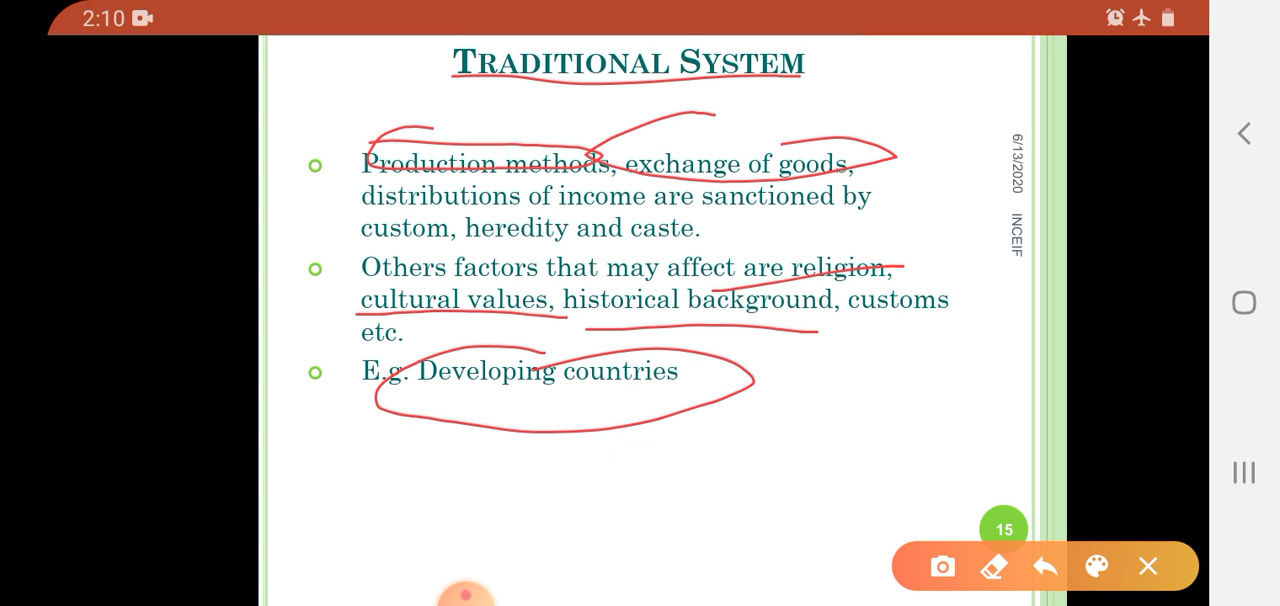 2:10
TRADITIONAL SYSTEM
Production methods, exchange of goods,
distributions of income are sanctioned by
custom, heredity and caste.
Others factors that may affect are religion,
cultural values, historical background, customs
etc.
E.g. Developing countries
6/13/2020 INCEIF
15